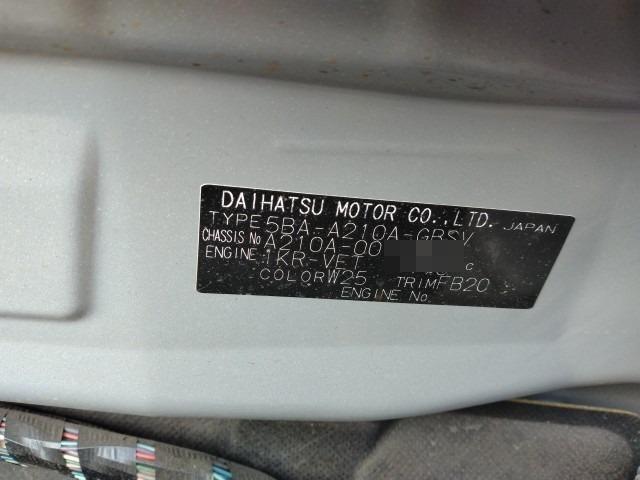 DAIHATSU MOTOR CO.,LTD. JAPAN
TYPE 5BA-A210A-GBSV
CHASSIS No A210A-00
ENGINE 1KR-VET C
COLOR W25 TRIM FB20
ENGINE No.